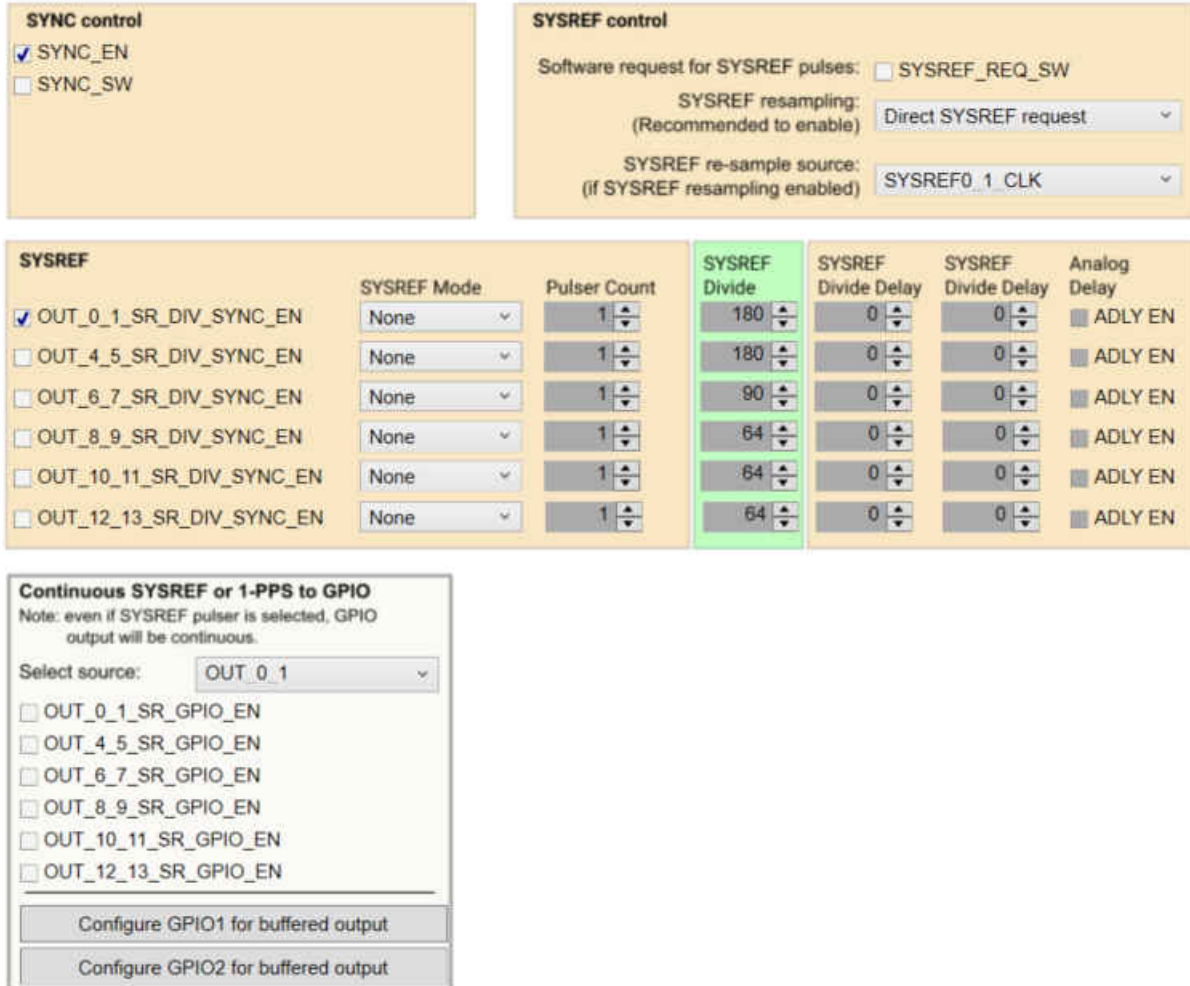 SYNC control
SYNC_EN
SYNC_SW
SYSREF control
Software request for SYSREF pulses: SYSREF_REQ_SW
SYSREF resampling:
(Recommended to enable)
Direct SYSREF request
SYSREF re-sample source:
(if SYSREF resampling enabled)
SYSREF0_1_CLK
SYSREF
SYSREF Mode
Pulser Count
SYSREF
Divide
SYSREF
Divide Delay
SYSREF
Divide Delay
Analog
Delay
OUT_0_1_SR_DIV_SYNC_EN None 1 180 0 0 ADLY EN
OUT_4_5_SR_DIV_SYNC_EN None 1 180 0 0 ADLY EN
OUT_6_7_SR_DIV_SYNC_EN None 1 90 0 0 ADLY EN
OUT_8_9_SR_DIV_SYNC_EN None 1 64 0 0 ADLY EN
OUT_10_11_SR_DIV_SYNC_EN None 1 64 0 0 ADLY EN
OUT_12_13_SR_DIV_SYNC_EN None 1 64 0 0 ADLY EN
Continuous SYSREF or 1-PPS to GPIO
Note: even if SYSREF pulser is selected, GPIO
output will be continuous.
Select source: OUT_0_1
OUT_0_1_SR_GPIO_EN
OUT_4_5_SR_GPIO_EN
OUT_6_7_SR_GPIO_EN
OUT_8_9_SR_GPIO_EN
OUT_10_11_SR_GPIO_EN
OUT_12_13_SR_GPIO_EN
Configure GPIO1 for buffered output
Configure GPIO2 for buffered output